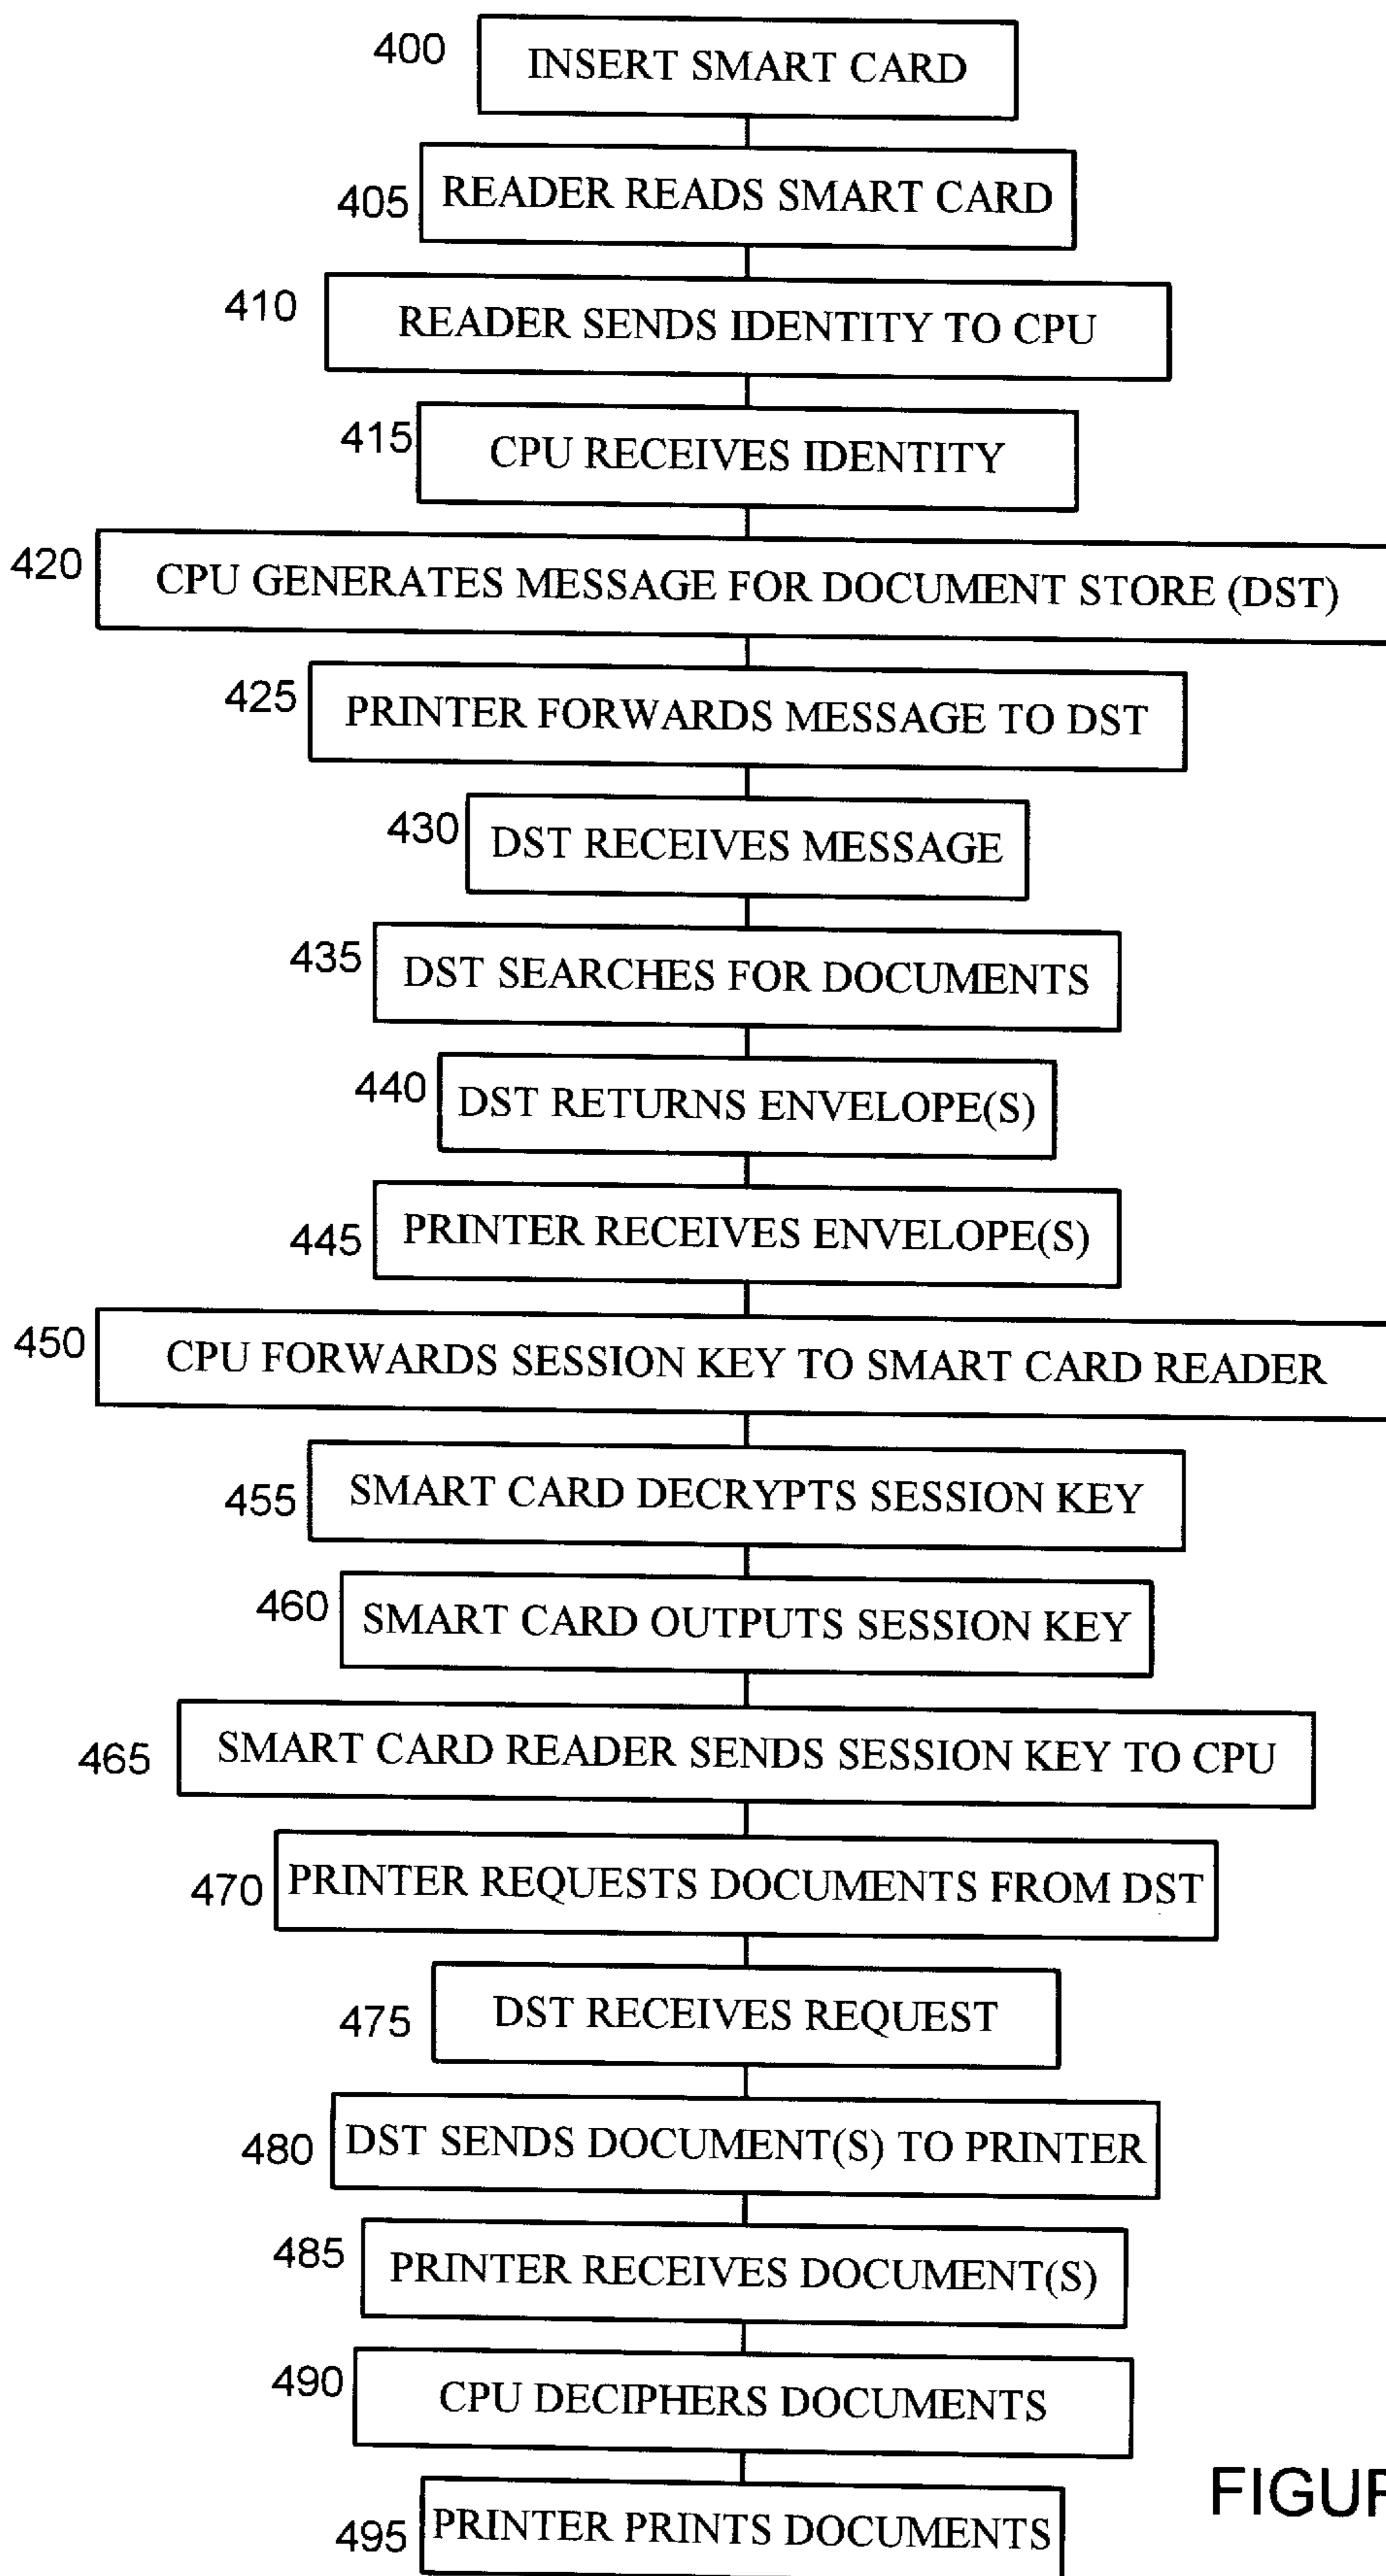 400 INSERT SMART CARD
405 READER READS SMART CARD
410 READER SENDS IDENTITY TO CPU
415 CPU RECEIVES IDENTITY
420 CPU GENERATES MESSAGE FOR DOCUMENT STORE (DST)
425 PRINTER FORWARDS MESSAGE TO DST
430 DST RECEIVES MESSAGE
435 DST SEARCHES FOR DOCUMENTS
440 DST RETURNS ENVELOPE(S)
445 PRINTER RECEIVES ENVELOPE(S)
450 CPU FORWARDS SESSION KEY TO SMART CARD READER
455 SMART CARD DECRYPTS SESSION KEY
460 SMART CARD OUTPUTS SESSION KEY
465 SMART CARD READER SENDS SESSION KEY TO CPU
470 PRINTER REQUESTS DOCUMENTS FROM DST
475 DST RECEIVES REQUEST
480 DST SENDS DOCUMENT(S) TO PRINTER
485 PRINTER RECEIVES DOCUMENT(S)
490 CPU DECIPHERS DOCUMENTS
495 PRINTER PRINTS DOCUMENTS